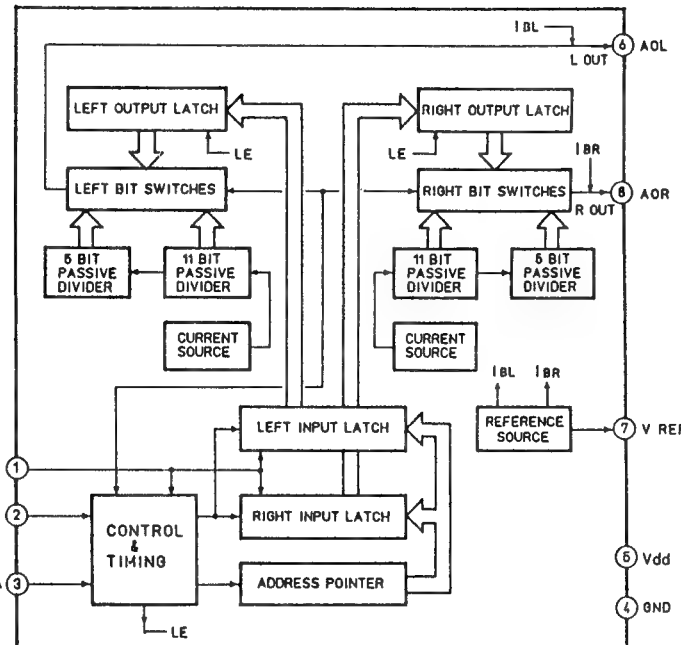 IBL
6 AOL
L OUT
LEFT OUTPUT LATCH
RIGHT OUTPUT LATCH
LE
LE
IBR
LEFT BIT SWITCHES
RIGHT BIT SWITCHES
8 AOR
R OUT
5 BIT
PASSIVE
DIVIDER
11 BIT
PASSIVE
DIVIDER
11 BIT
PASSIVE
DIVIDER
5 BIT
PASSIVE
DIVIDER
CURRENT
SOURCE
CURRENT
SOURCE
IBL
IBR
LEFT INPUT LATCH
REFERENCE
SOURCE
7 V REF
1
2
RIGHT INPUT LATCH
CONTROL
&
TIMING
5 Vdd
3
ADDRESS POINTER
4 GND
LE